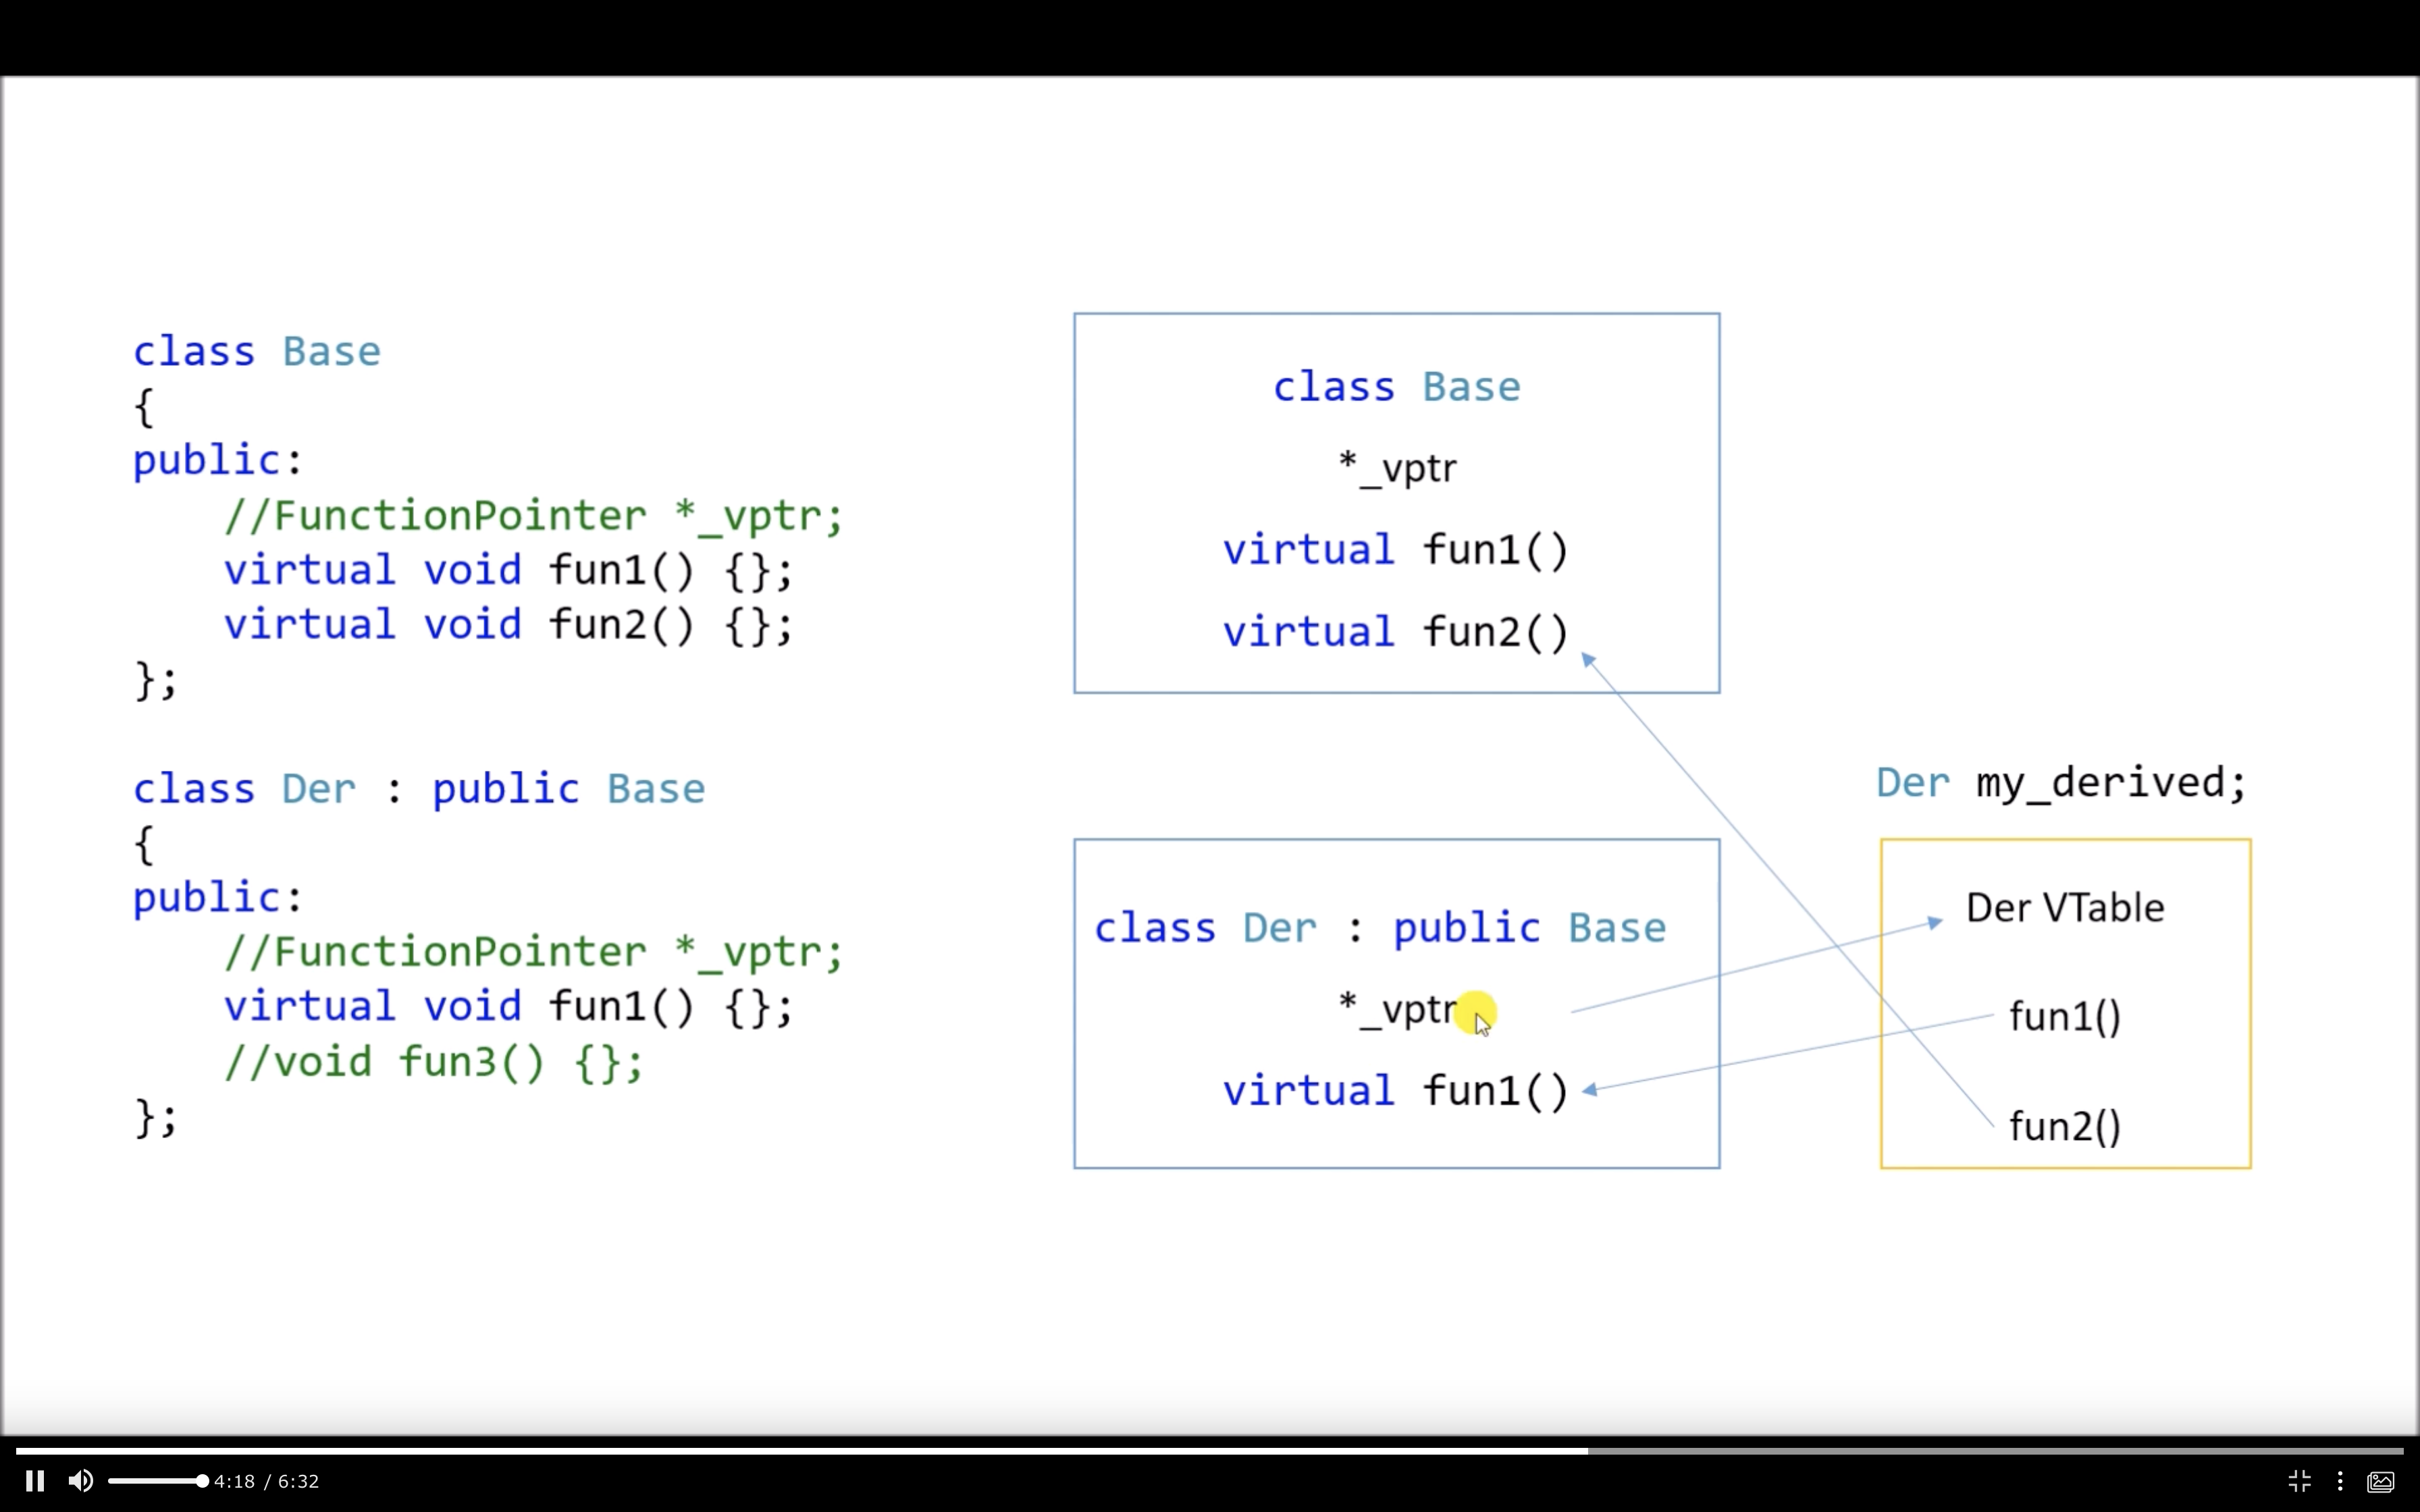 class Base
{
public:
//FunctionPointer *_vptr;
virtual void fun1() {};
virtual void fun2() {};
};
class Der : public Base
{
public:
//FunctionPointer *_vptr;
virtual void fun1() {};
//void fun3() {};
};
class Base
*_vptr
virtual fun1()
virtual fun2()
class Der : public Base
*_vptr
virtual fun1()
Der my_derived;
Der VTable
fun1()
fun2()
4:18 / 6:32